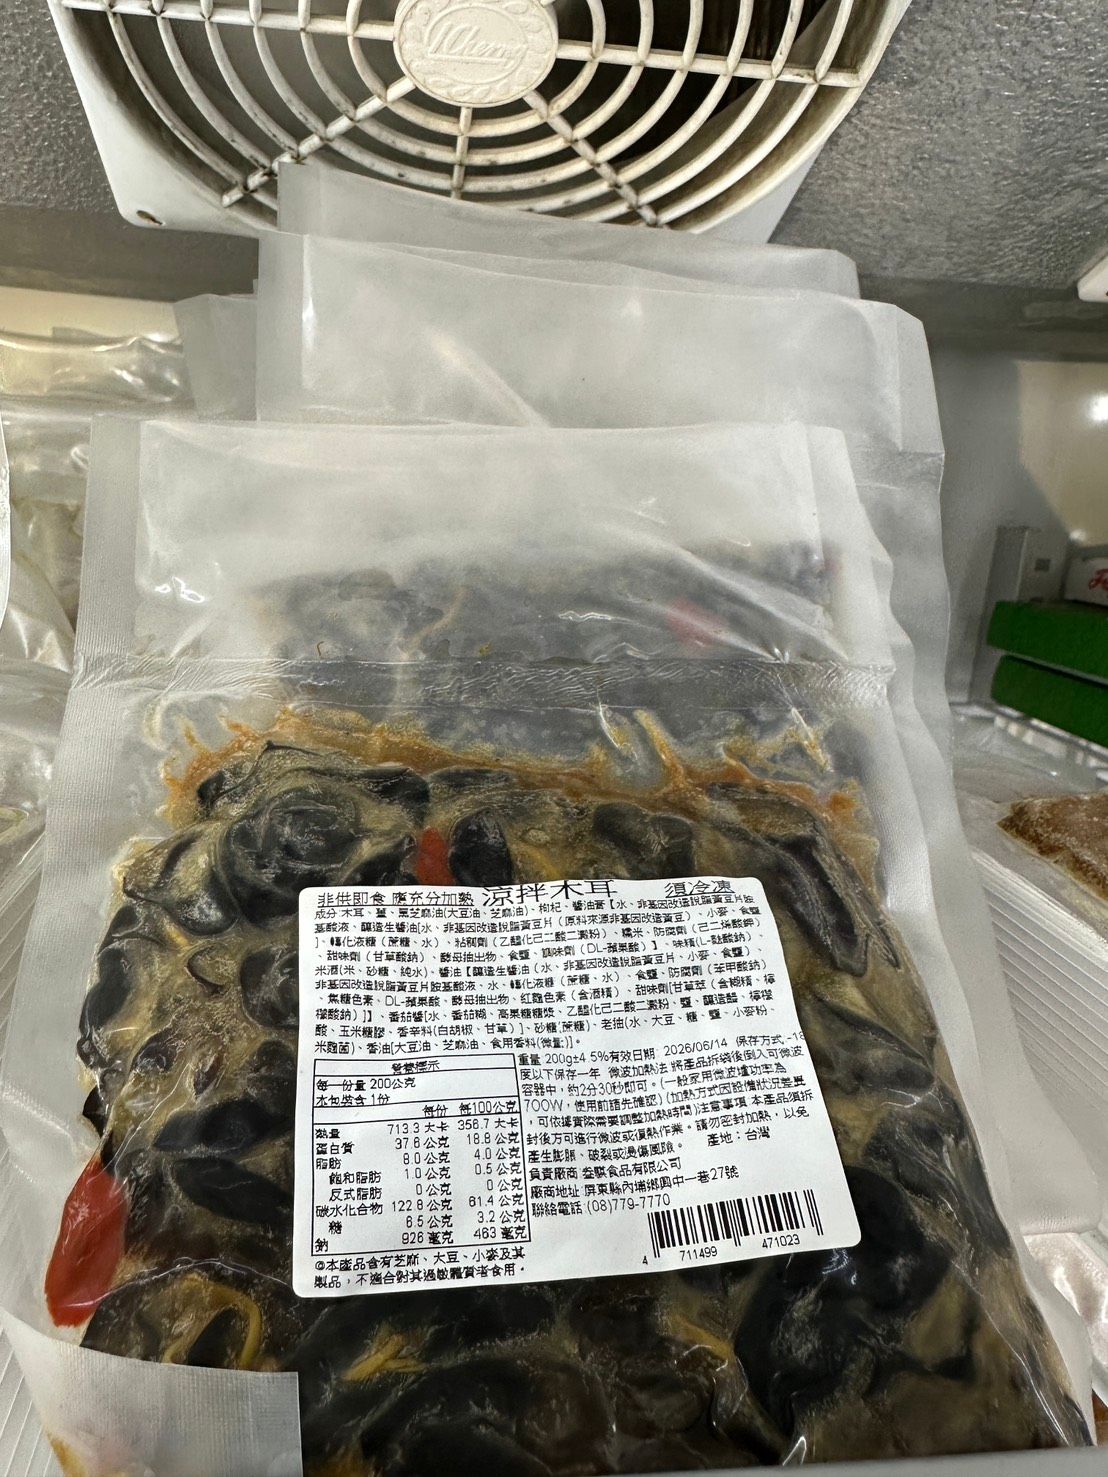 Kherng
非供即食 應充分加熱 涼拌木耳 須冷凍
成分 木耳、薑、黑芝麻油(大豆油、芝麻油)、枸杞、醬油膏【水、非基因改造脫脂黃豆片胺
基酸液、釀造生醬油[水、非基因改造脫脂黃豆片（原料來源非基因改造黃豆）、小麥、食鹽
]、轉化液糖（蔗糖、水）、粘稠劑（乙醯化己二酸二澱粉）、糯米、防腐劑（己二烯酸鉀）
、甜味劑（甘草酸鈉）、酵母抽出物、食鹽、調味劑（DL-蘋果酸）】、味精(L-麩酸鈉)、
米酒(米、砂糖、純水)、醬油【釀造生醬油（水、非基因改造脫脂黃豆片、小麥、食鹽）、
非基因改造脫脂黃豆片胺基酸液、水、轉化液糖（蔗糖、水）、食鹽、防腐劑（苯甲酸鈉）
、焦糖色素、DL-蘋果酸、酵母抽出物、紅麴色素（含酒精）、甜味劑[甘草萃（含糊精、檸
檬酸鈉）]】、番茄醬[水、番茄糊、高果糖糖漿、乙醯化己二酸二澱粉、鹽、釀造醋、檸檬
酸、玉米糖膠、香辛料(白胡椒、甘草）]、砂糖(蔗糖)、老抽(水、大豆、糖、鹽、小麥粉、
米麴菌)、香油[大豆油、芝麻油、食用香料(微量)]。
營養標示
每一份量 200公克
本包裝含 1份
每份 每100公克
熱量 713.3 大卡 356.7 大卡
蛋白質 37.6 公克 18.8 公克
脂肪 8.0 公克 4.0 公克
飽和脂肪 1.0 公克 0.5 公克
反式脂肪 0 公克 0 公克
碳水化合物 122.8 公克 61.4 公克
糖 6.5 公克 3.2 公克
鈉 926 毫克 463 毫克
◎本產品含有芝麻、大豆、小麥及其
製品，不適合對其過敏體質者食用。
重量 200g±4.5%有效日期: 2026/06/14 保存方式:-18
度以下保存一年 微波加熱法 將產品拆袋後倒入可微波
容器中，約2分30秒即可。(一般家用微波爐功率為
700W，使用前請先確認）(加熱方式因設備狀況差異
，可依據實際需要調整加熱時間)注意事項 本產品須拆
封後方可進行微波或復熱作業。請勿密封加熱，以免
產生膨脹、破裂或燙傷風險。 產地：台灣
負責廠商:叁騏食品有限公司
廠商地址:屏東縣內埔鄉圓中一巷27號
聯絡電話:(08)779-7770
4 711499 471023